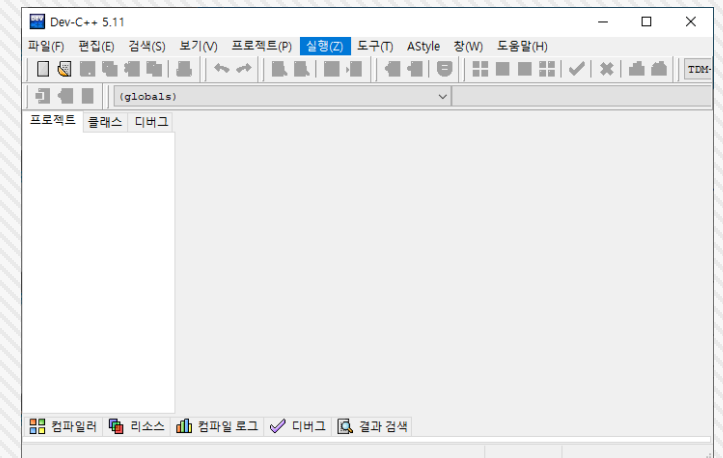 Dev-C++ 5.11
파일(F) 편집(E) 검색(S) 보기(V) 프로젝트(P) 실행(Z) 도구(T) AStyle 창(W) 도움말(H)
TDM-
(globals)
프로젝트 클래스 디버그
컴파일러 리소스 컴파일 로그 디버그 결과 검색